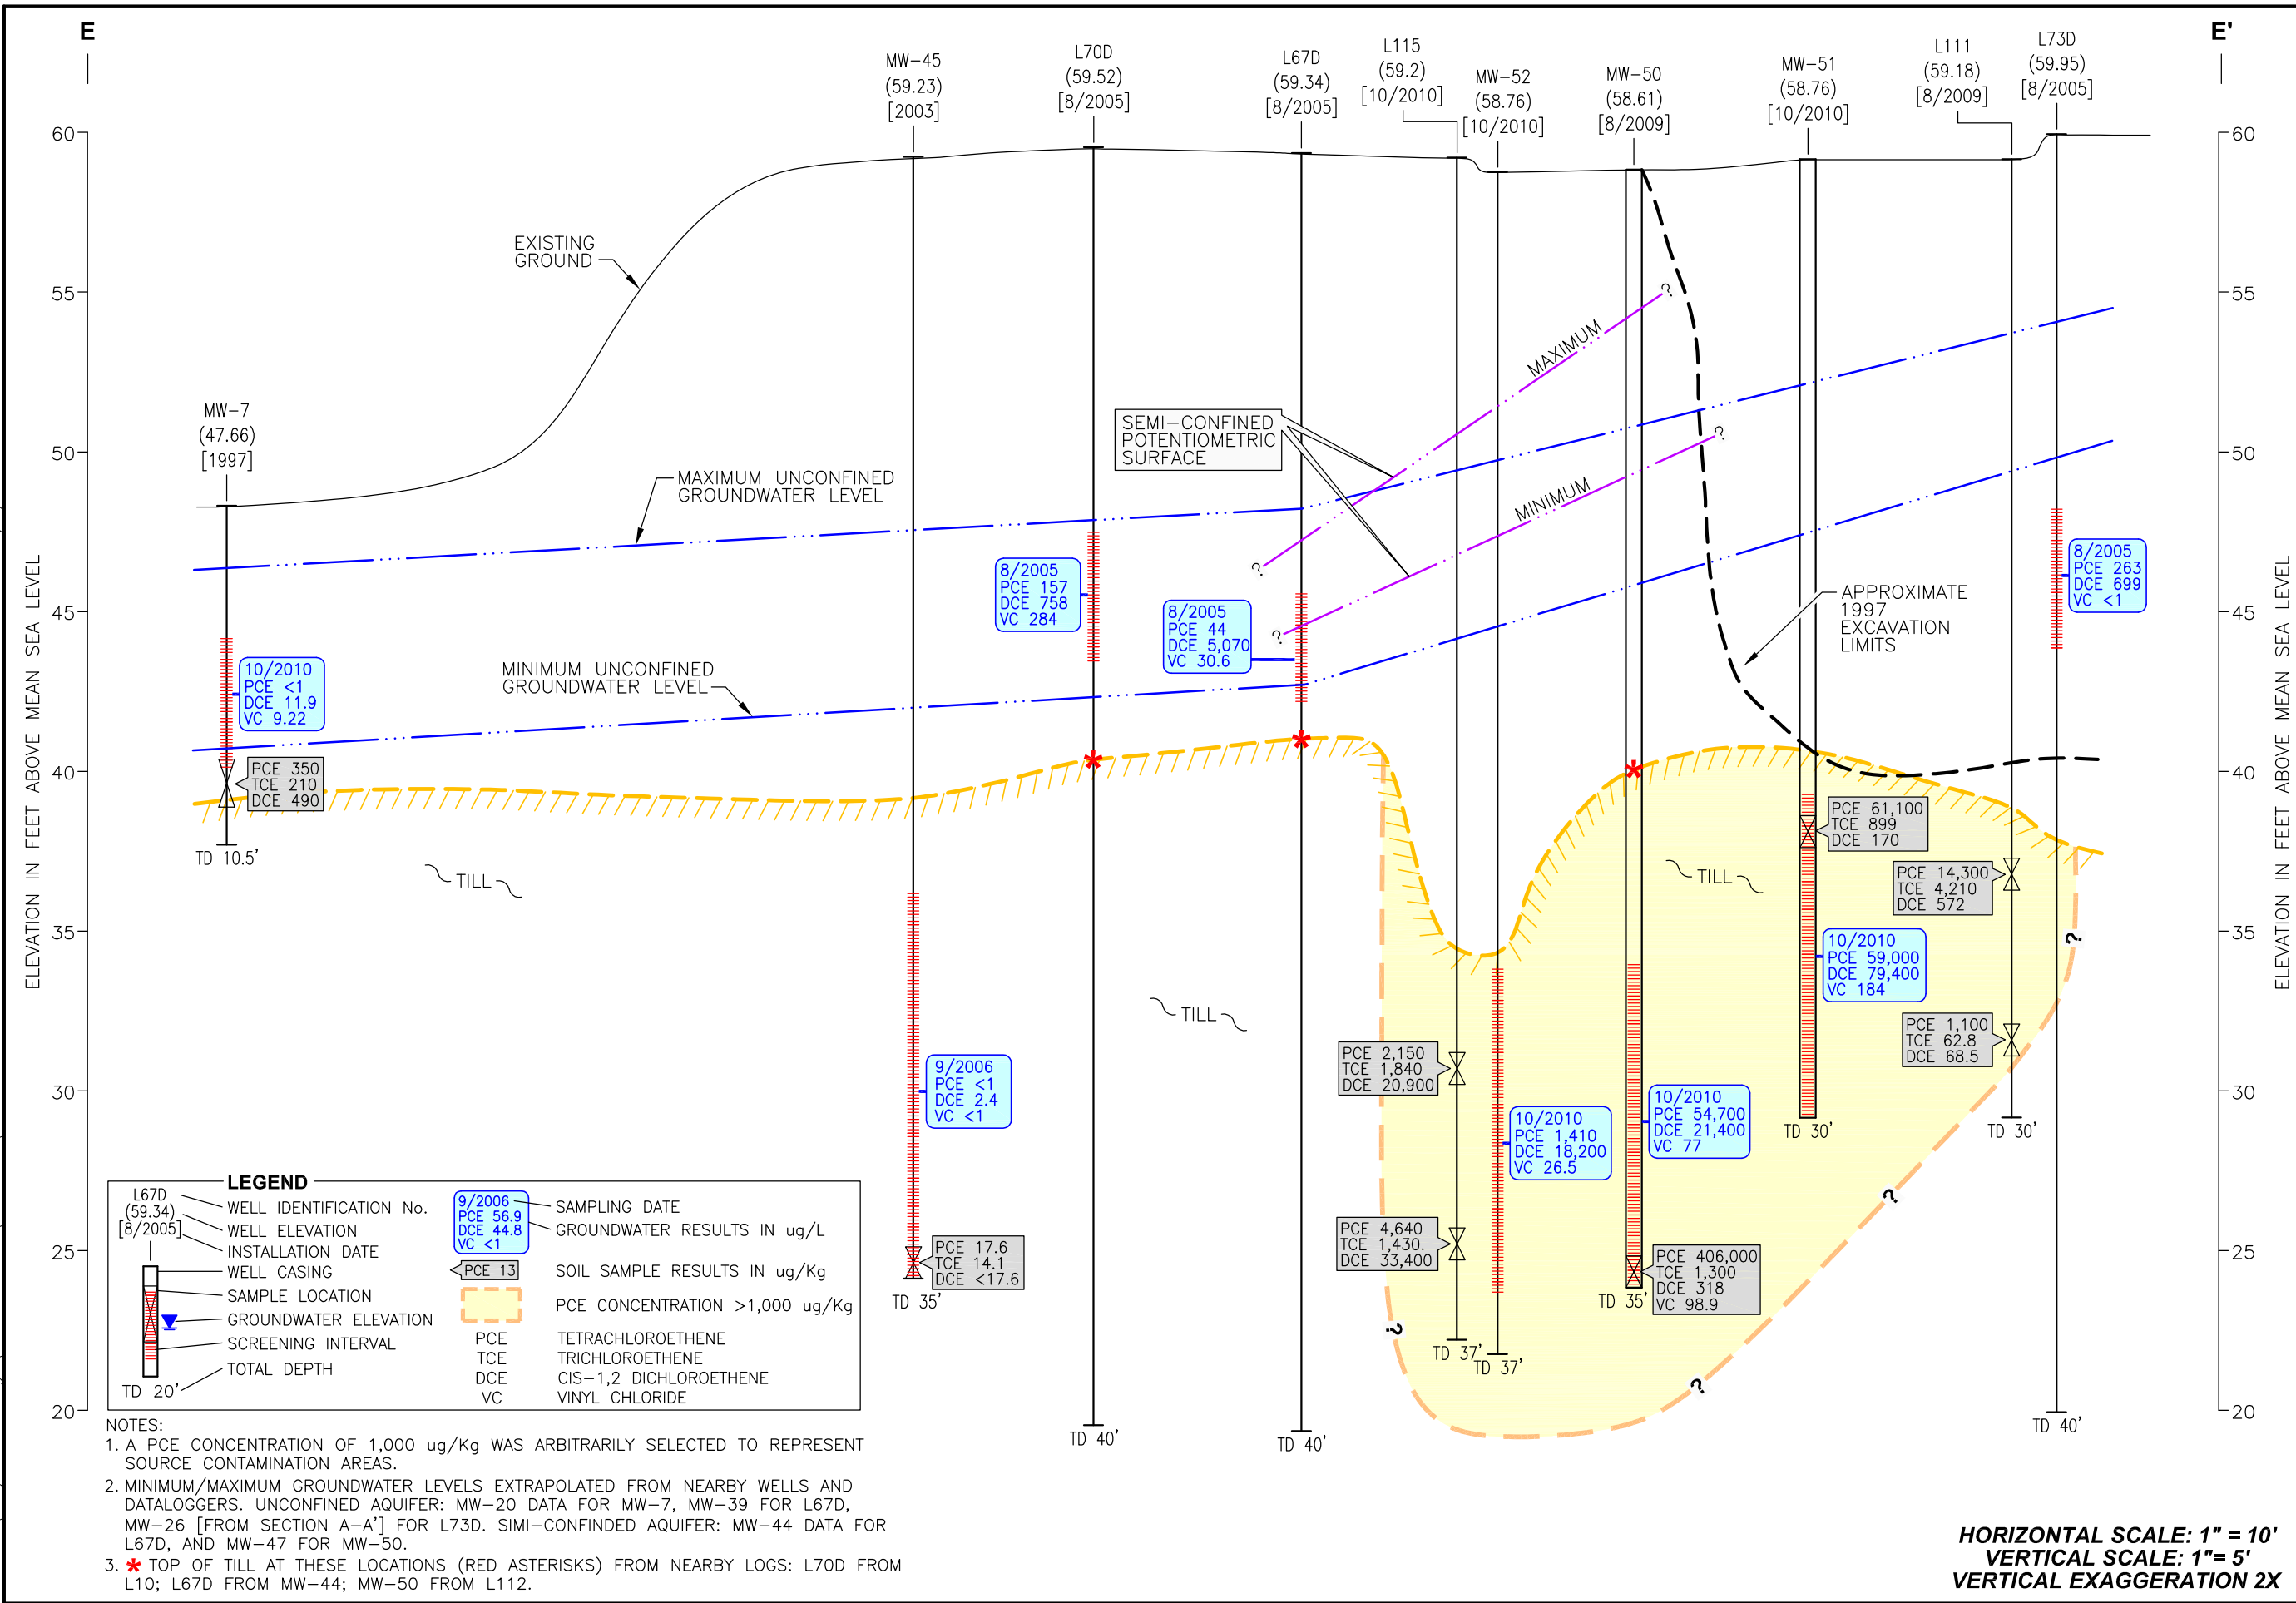 E
E'
MW-45
(59.23)
[2003]
L70D
(59.52)
[8/2005]
L67D
(59.34)
[8/2005]
L115
(59.2)
[10/2010]
MW-52
(58.76)
[10/2010]
MW-50
(58.61)
[8/2009]
MW-51
(58.76)
[10/2010]
L111
(59.18)
[8/2009]
L73D
(59.95)
[8/2005]
MW-7
(47.66)
[1997]
60
55
50
45
40
35
30
25
20
60
55
50
45
40
35
30
25
20
ELEVATION IN FEET ABOVE MEAN SEA LEVEL
ELEVATION IN FEET ABOVE MEAN SEA LEVEL
EXISTING
GROUND
MAXIMUM UNCONFINED
GROUNDWATER LEVEL
MINIMUM UNCONFINED
GROUNDWATER LEVEL
SEMI-CONFINED
POTENTIOMETRIC
SURFACE
MAXIMUM
MINIMUM
?
?
?
?
APPROXIMATE
1997
EXCAVATION
LIMITS
10/2010
PCE <1
DCE 11.9
VC 9.22
PCE 350
TCE 210
DCE 490
TD 10.5'
8/2005
PCE 157
DCE 758
VC 284
8/2005
PCE 44
DCE 5,070
VC 30.6
8/2005
PCE 263
DCE 699
VC <1
TILL
TILL
TILL
PCE 61,100
TCE 899
DCE 170
PCE 14,300
TCE 4,210
DCE 572
10/2010
PCE 59,000
DCE 79,400
VC 184
PCE 1,100
TCE 62.8
DCE 68.5
PCE 2,150
TCE 1,840
DCE 20,900
9/2006
PCE <1
DCE 2.4
VC <1
10/2010
PCE 1,410
DCE 18,200
VC 26.5
10/2010
PCE 54,700
DCE 21,400
VC 77
PCE 4,640
TCE 1,430.
DCE 33,400
PCE 17.6
TCE 14.1
DCE <17.6
PCE 406,000
TCE 1,300
DCE 318
VC 98.9
TD 35'
TD 40'
TD 40'
TD 37'
TD 37'
TD 35'
TD 30'
TD 30'
TD 40'
?
?
?
?
LEGEND
L67D
(59.34)
[8/2005]
WELL IDENTIFICATION No.
WELL ELEVATION
INSTALLATION DATE
WELL CASING
SAMPLE LOCATION
GROUNDWATER ELEVATION
SCREENING INTERVAL
TOTAL DEPTH
TD 20'
9/2006
PCE 56.9
DCE 44.8
VC <1
SAMPLING DATE
GROUNDWATER RESULTS IN ug/L
PCE 13
SOIL SAMPLE RESULTS IN ug/Kg
PCE CONCENTRATION >1,000 ug/Kg
PCE TETRACHLOROETHENE
TCE TRICHLOROETHENE
DCE CIS-1,2 DICHLOROETHENE
VC VINYL CHLORIDE
NOTES:
1. A PCE CONCENTRATION OF 1,000 ug/Kg WAS ARBITRARILY SELECTED TO REPRESENT
SOURCE CONTAMINATION AREAS.
2. MINIMUM/MAXIMUM GROUNDWATER LEVELS EXTRAPOLATED FROM NEARBY WELLS AND
DATALOGGERS. UNCONFINED AQUIFER: MW-20 DATA FOR MW-7, MW-39 FOR L67D,
MW-26 [FROM SECTION A-A'] FOR L73D. SIMI-CONFINDED AQUIFER: MW-44 DATA FOR
L67D, AND MW-47 FOR MW-50.
3. * TOP OF TILL AT THESE LOCATIONS (RED ASTERISKS) FROM NEARBY LOGS: L70D FROM
L10; L67D FROM MW-44; MW-50 FROM L112.
HORIZONTAL SCALE: 1" = 10'
VERTICAL SCALE: 1"= 5'
VERTICAL EXAGGERATION 2X